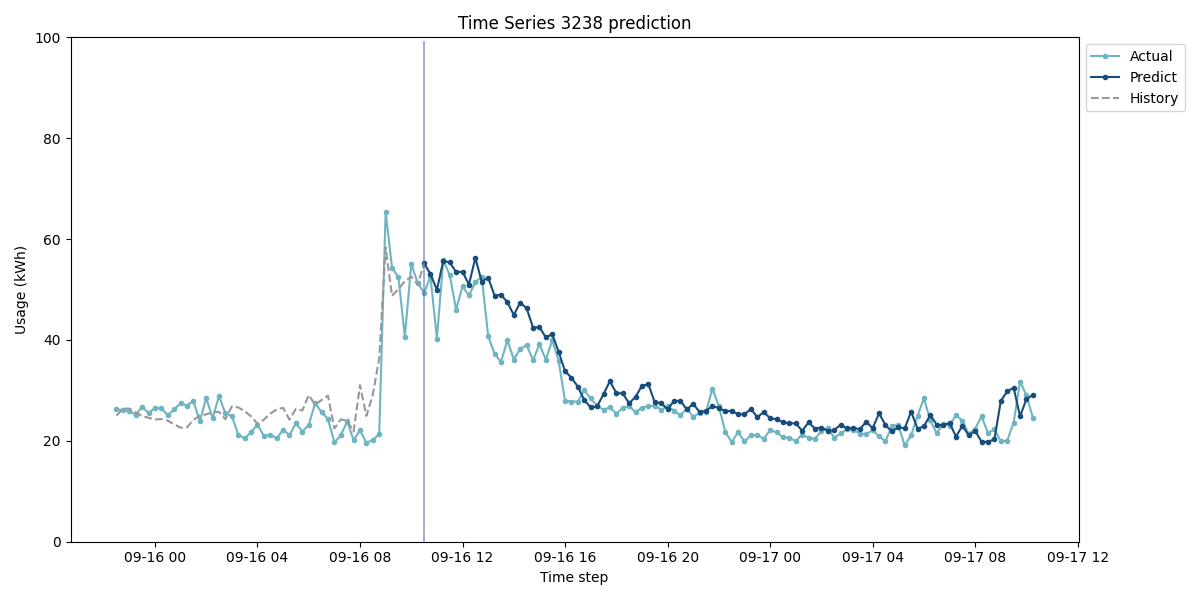 Time Series 3238 prediction
100
80
60
40
20
0
Usage (kWh)
09-16 00
09-16 04
09-16 08
09-16 12
09-16 16
09-16 20
09-17 00
09-17 04
09-17 08
09-17 12
Time step
Actual
Predict
History